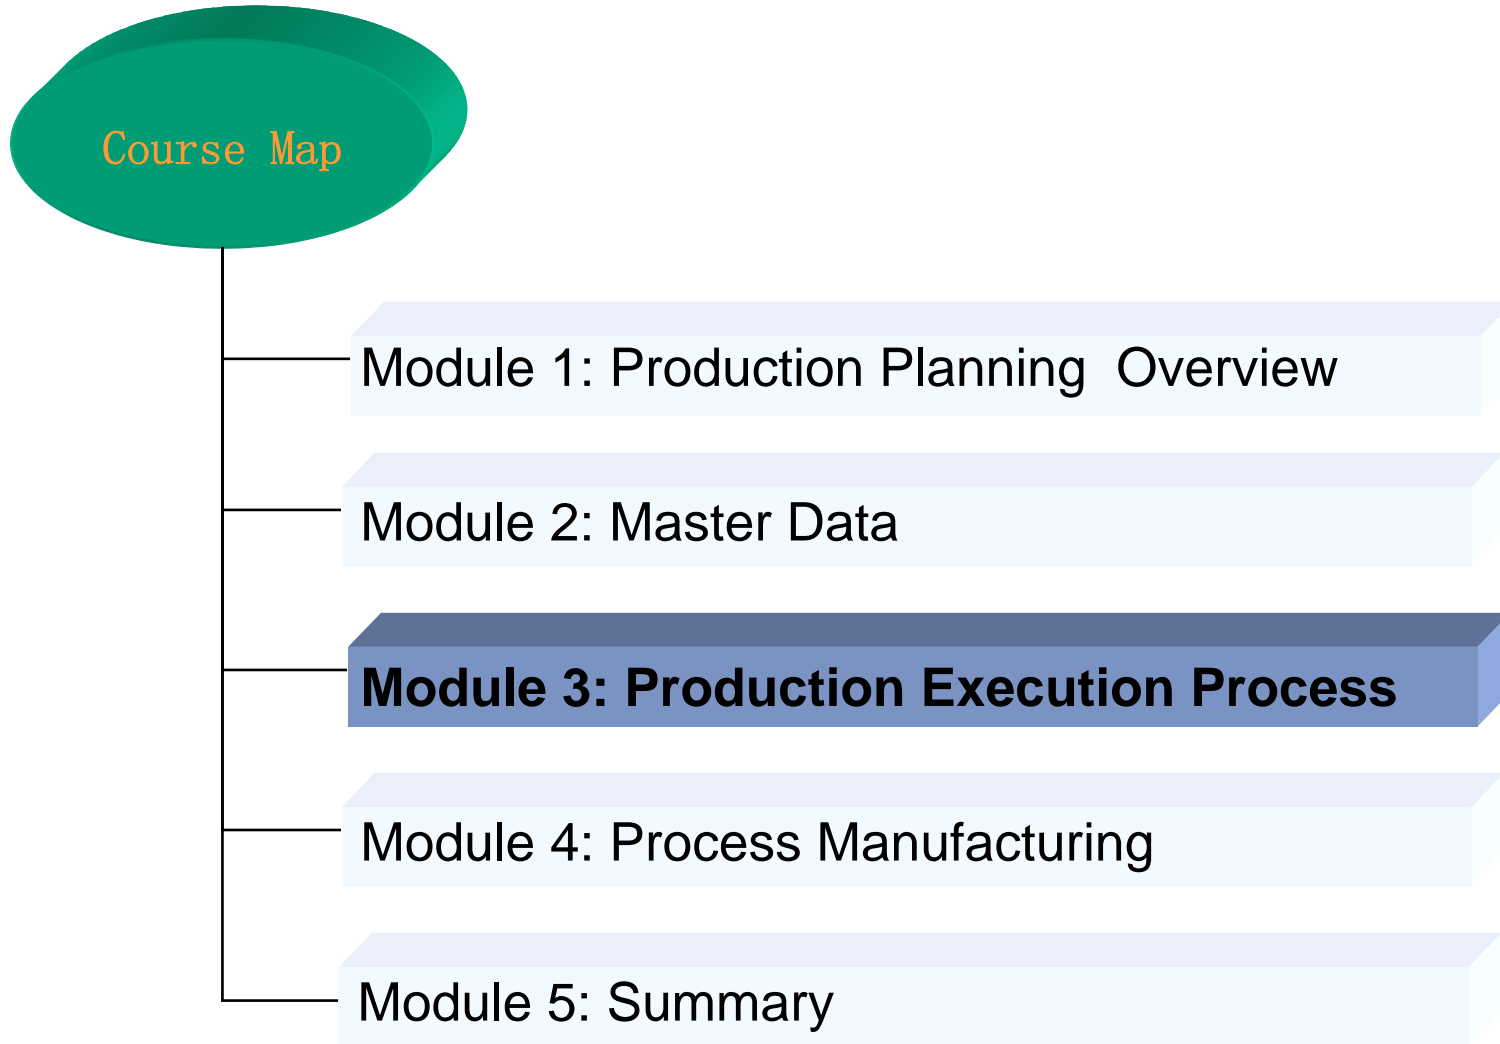 Course Map
Module 1: Production Planning  Overview
Module 2: Master Data
Module 3: Production Execution Process
Module 4: Process Manufacturing
Module 5: Summary